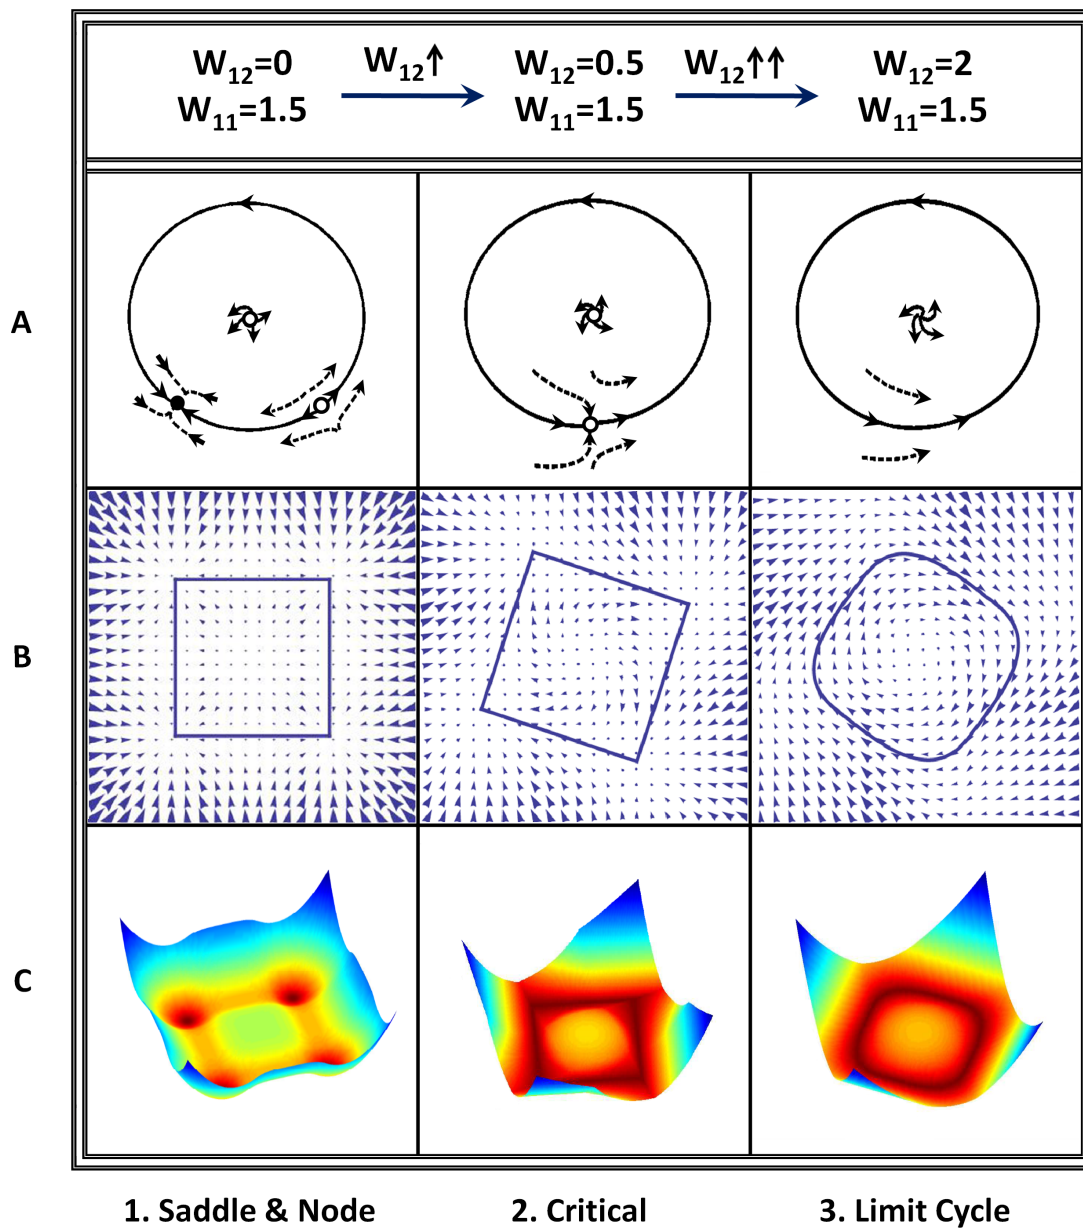 W12=0 W12↑ W12=0.5 W12↑↑ W12=2
W11=1.5 W11=1.5 W11=1.5
A
B
C
1. Saddle & Node 2. Critical 3. Limit Cycle